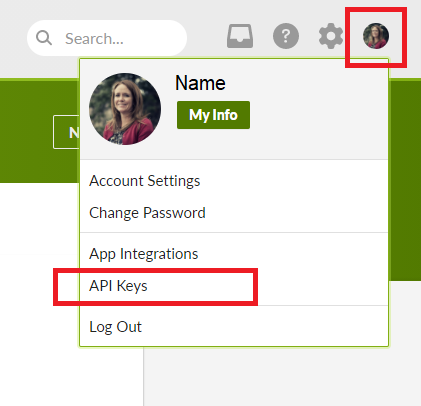 Search...
?
Name
My Info
N
Account Settings
Change Password
App Integrations
API Keys
Log Out